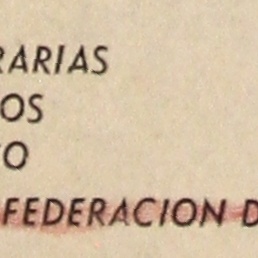 RARIAS
OS
O
FEDERACION D